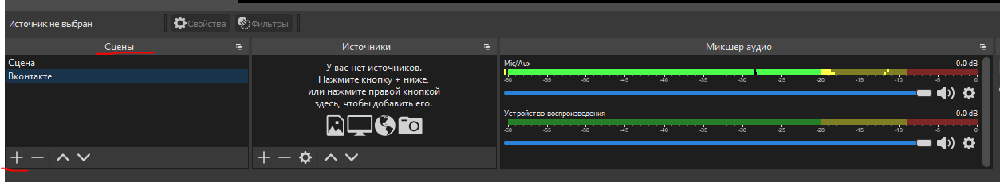 Источник не выбран
Свойства
Фильтры
Сцены
Сцена
Вконтакте
Источники
У вас нет источников.
Нажмите кнопку + ниже,
или нажмите правой кнопкой
здесь, чтобы добавить его.
Микшер аудио
Mic/Aux 0.0 dB
-60 -55 -50 -45 -40 -35 -30 -25 -20 -15 -10 -5 0
Устройство воспроизведения 0.0 dB
-60 -55 -50 -45 -40 -35 -30 -25 -20 -15 -10 -5 0